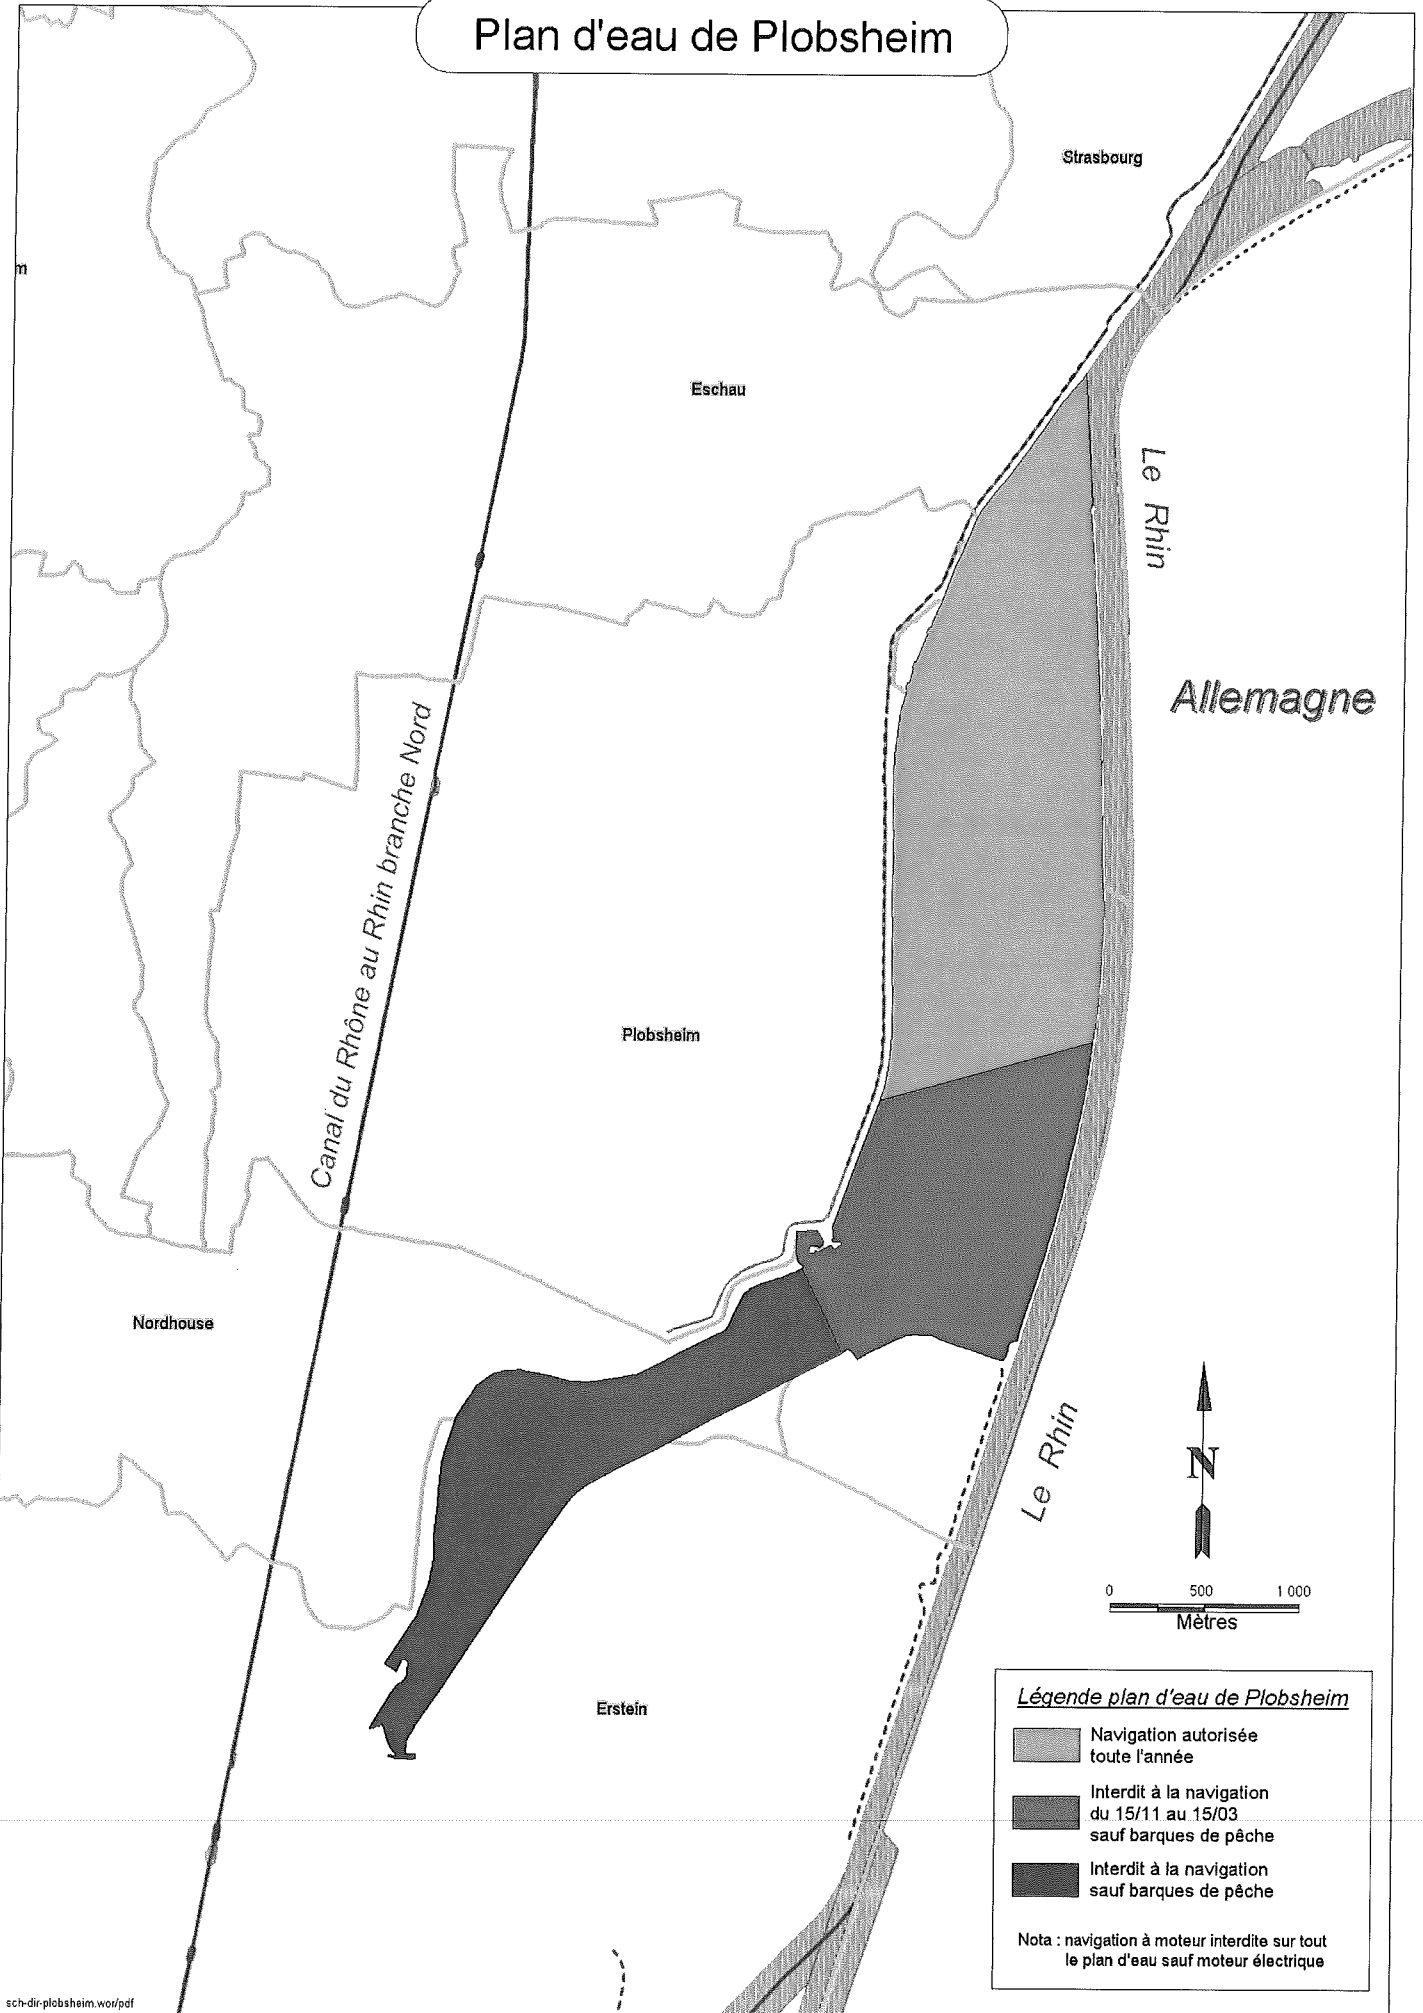 Plan d'eau de Plobsheim
Strasbourg
m
Eschau
Le Rhin
Allemagne
Canal du Rhône au Rhin branche Nord
Plobsheim
Nordhouse
Le Rhin
N
0 500 1 000
Mètres
Erstein
Légende plan d'eau de Plobsheim
Navigation autorisée
toute l'année
Interdit à la navigation
du 15/11 au 15/03
sauf barques de pêche
Interdit à la navigation
sauf barques de pêche
Nota : navigation à moteur interdite sur tout
le plan d'eau sauf moteur électrique
sch-dir-plobsheim.wor/pdf